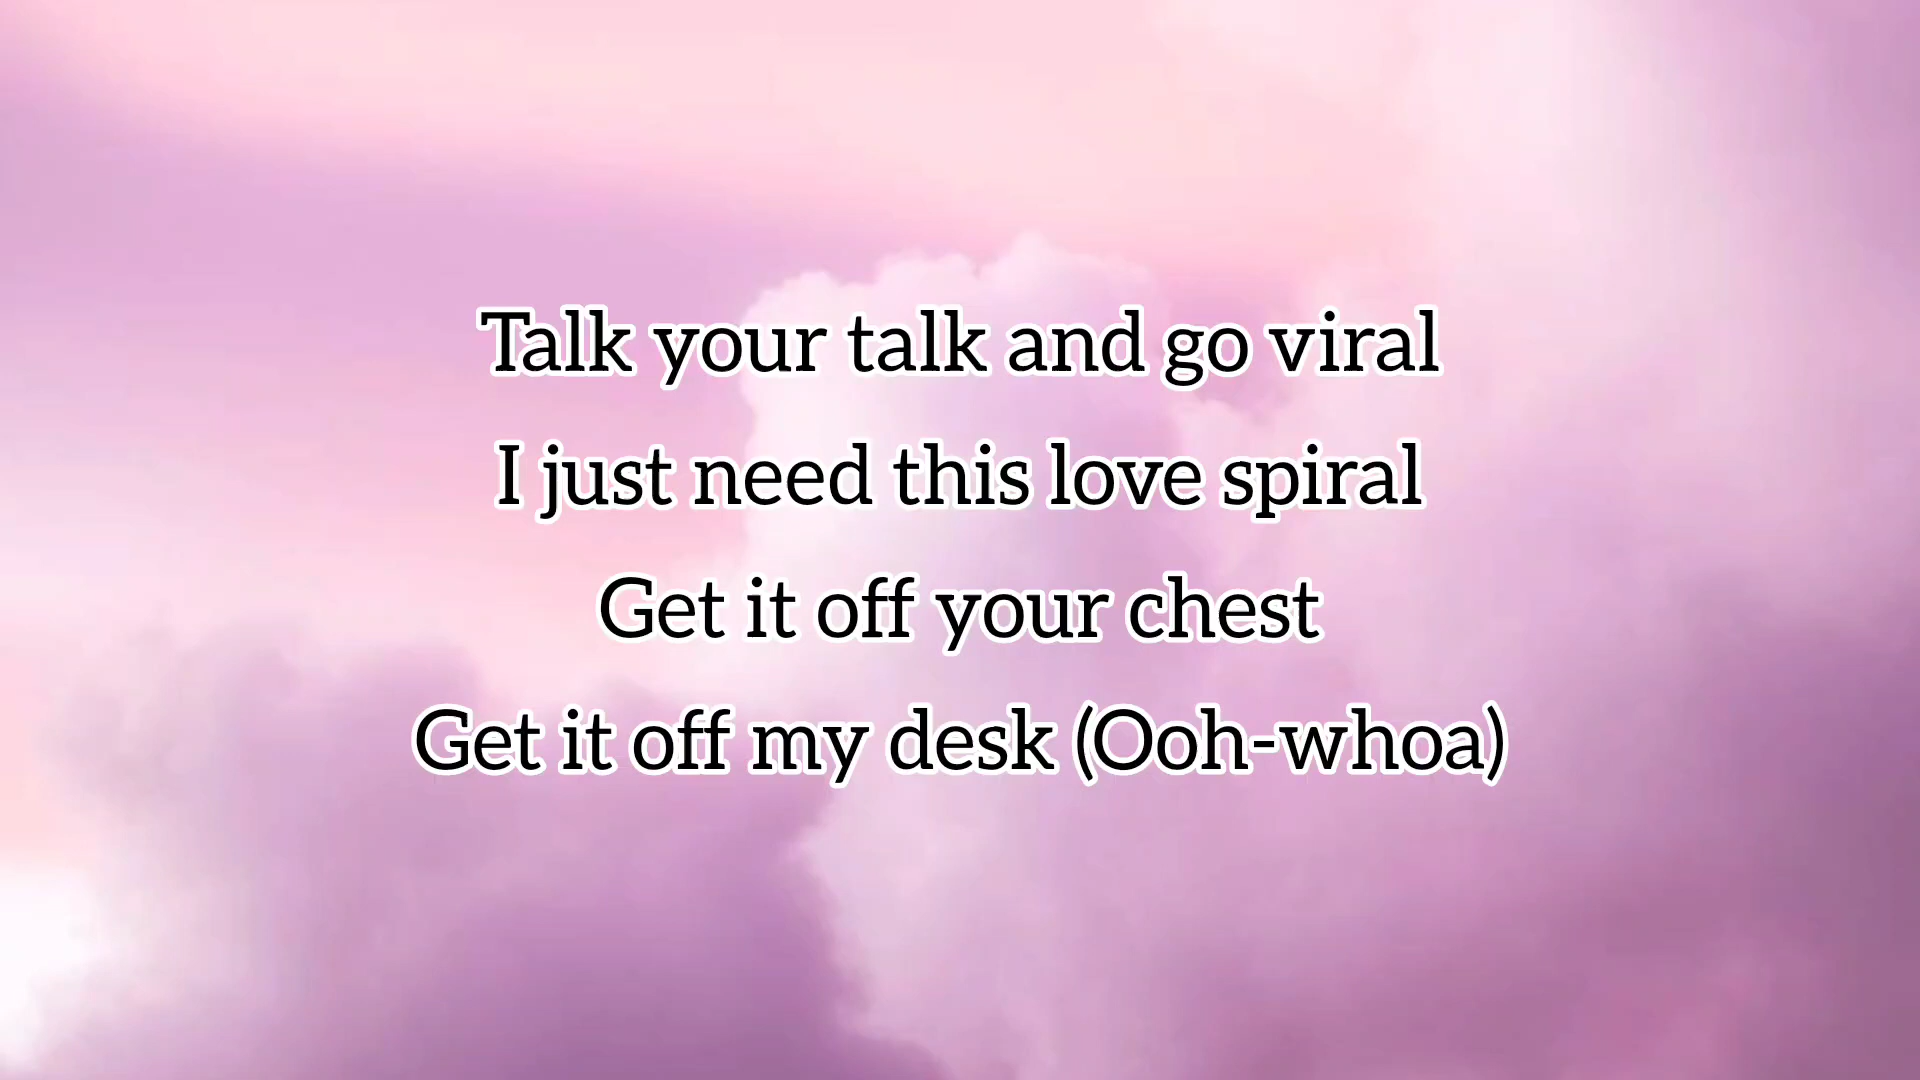 Talk your talk and go viral
I just need this love spiral
Get it off your chest
Get it off my desk (Ooh-whoa)